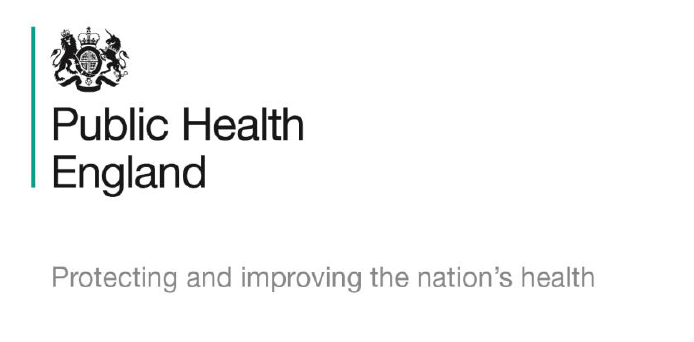 Public Health
England
Protecting and improving the nation's health